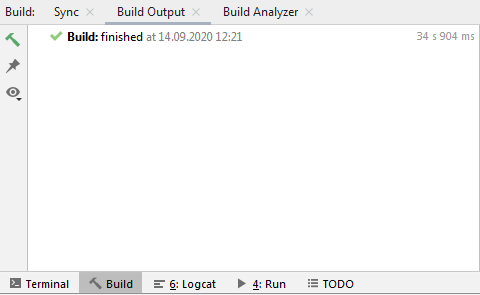 Build: Sync Build Output Build Analyzer
Build: finished at 14.09.2020 12:21 34 s 904 ms
Terminal Build 6: Logcat 4: Run TODO